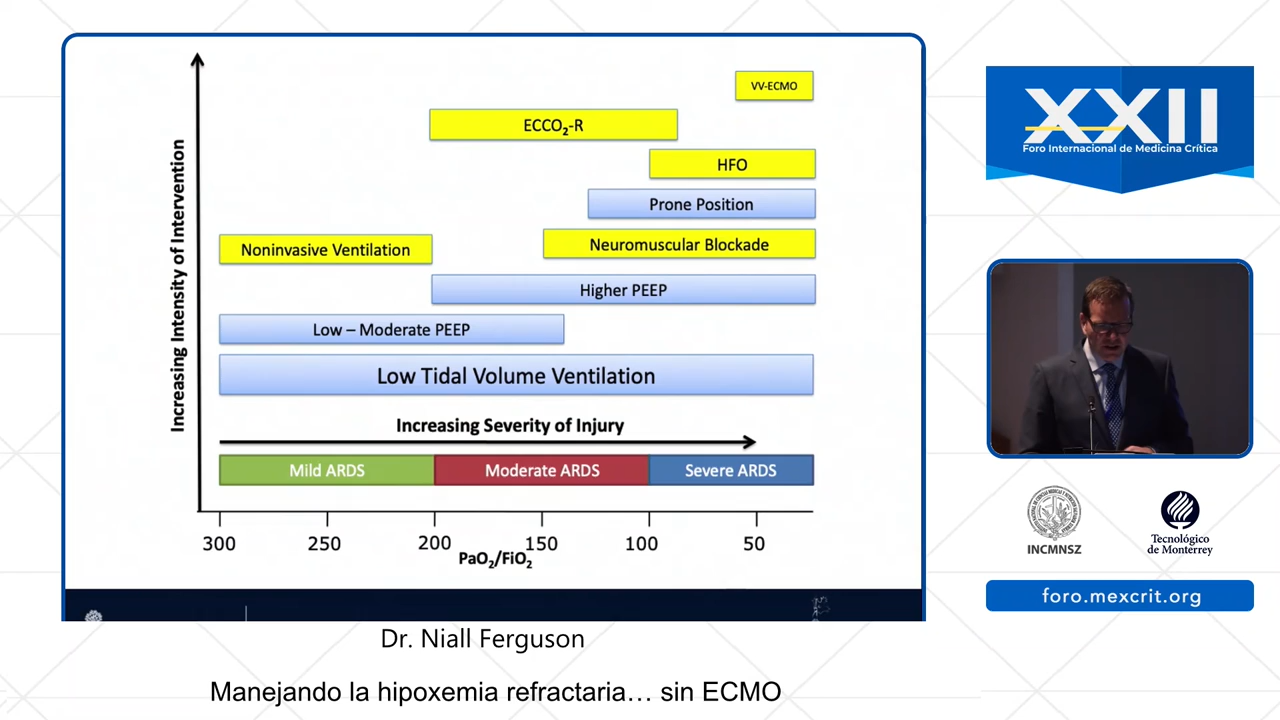 Increasing Intensity of Intervention
VV-ECMO
ECCO₂-R
HFO
Prone Position
Neuromuscular Blockade
Noninvasive Ventilation
Higher PEEP
Low – Moderate PEEP
Low Tidal Volume Ventilation
Increasing Severity of Injury
Mild ARDS
Moderate ARDS
Severe ARDS
300
250
200
150
100
50
PaO₂/FiO₂
XXII
Foro Internacional de Medicina Crítica
INCMNSZ
Tecnológico
de Monterrey
foro.mexcrit.org
Dr. Niall Ferguson
Manejando la hipoxemia refractaria… sin ECMO